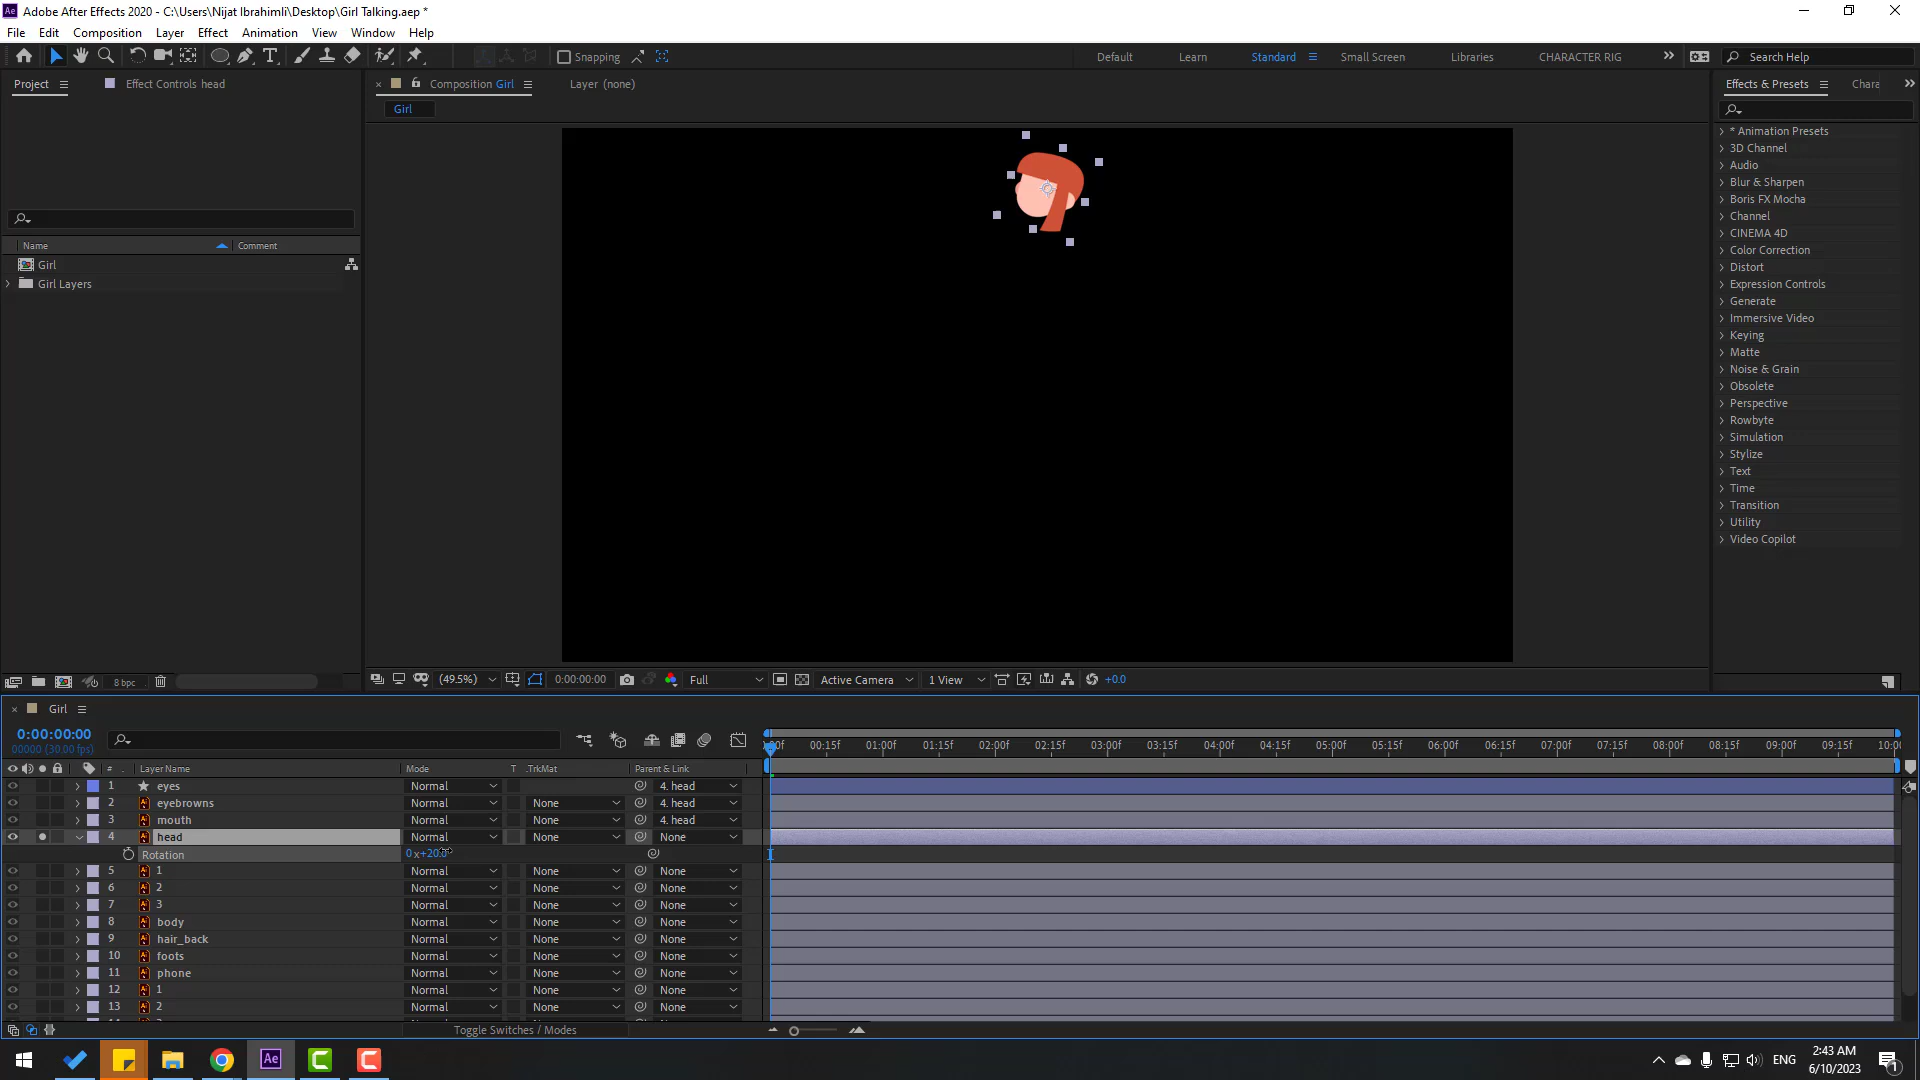 Adobe After Effects 2020 - C:\Users\Nijat Ibrahimli\Desktop\Girl Talking.aep *
File Edit Composition Layer Effect Animation View Window Help
Snapping Default Learn Standard Small Screen Libraries CHARACTER RIG Search Help
Project Effect Controls head Composition Girl Layer (none) Effects & Presets Chara
Girl
* Animation Presets
3D Channel
Audio
Blur & Sharpen
Boris FX Mocha
Channel
CINEMA 4D
Color Correction
Distort
Expression Controls
Generate
Immersive Video
Keying
Matte
Noise & Grain
Obsolete
Perspective
Rowbyte
Simulation
Stylize
Text
Time
Transition
Utility
Video Copilot
Name Comment
Girl
Girl Layers
8 bpc (49.5%) 0:00:00:00 Full Active Camera 1 View +0.0
Girl
0:00:00:00
00000 (30.00 fps)
00:15f 01:00f 01:15f 02:00f 02:15f 03:00f 03:15f 04:00f 04:15f 05:00f 05:15f 06:00f 06:15f 07:00f 07:15f 08:00f 08:15f 09:00f 09:15f 10:00
# Layer Name Mode T .TrkMat Parent & Link
1 eyes Normal 4. head
2 eyebrowns Normal None 4. head
3 mouth Normal None 4. head
4 head Normal None None
Rotation 0x+20.0
5 1 Normal None None
6 2 Normal None None
7 3 Normal None None
8 body Normal None None
9 hair_back Normal None None
10 foots Normal None None
11 phone Normal None None
12 1 Normal None None
13 2 Normal None None
Toggle Switches / Modes
ENG 2:43 AM
6/10/2023 1